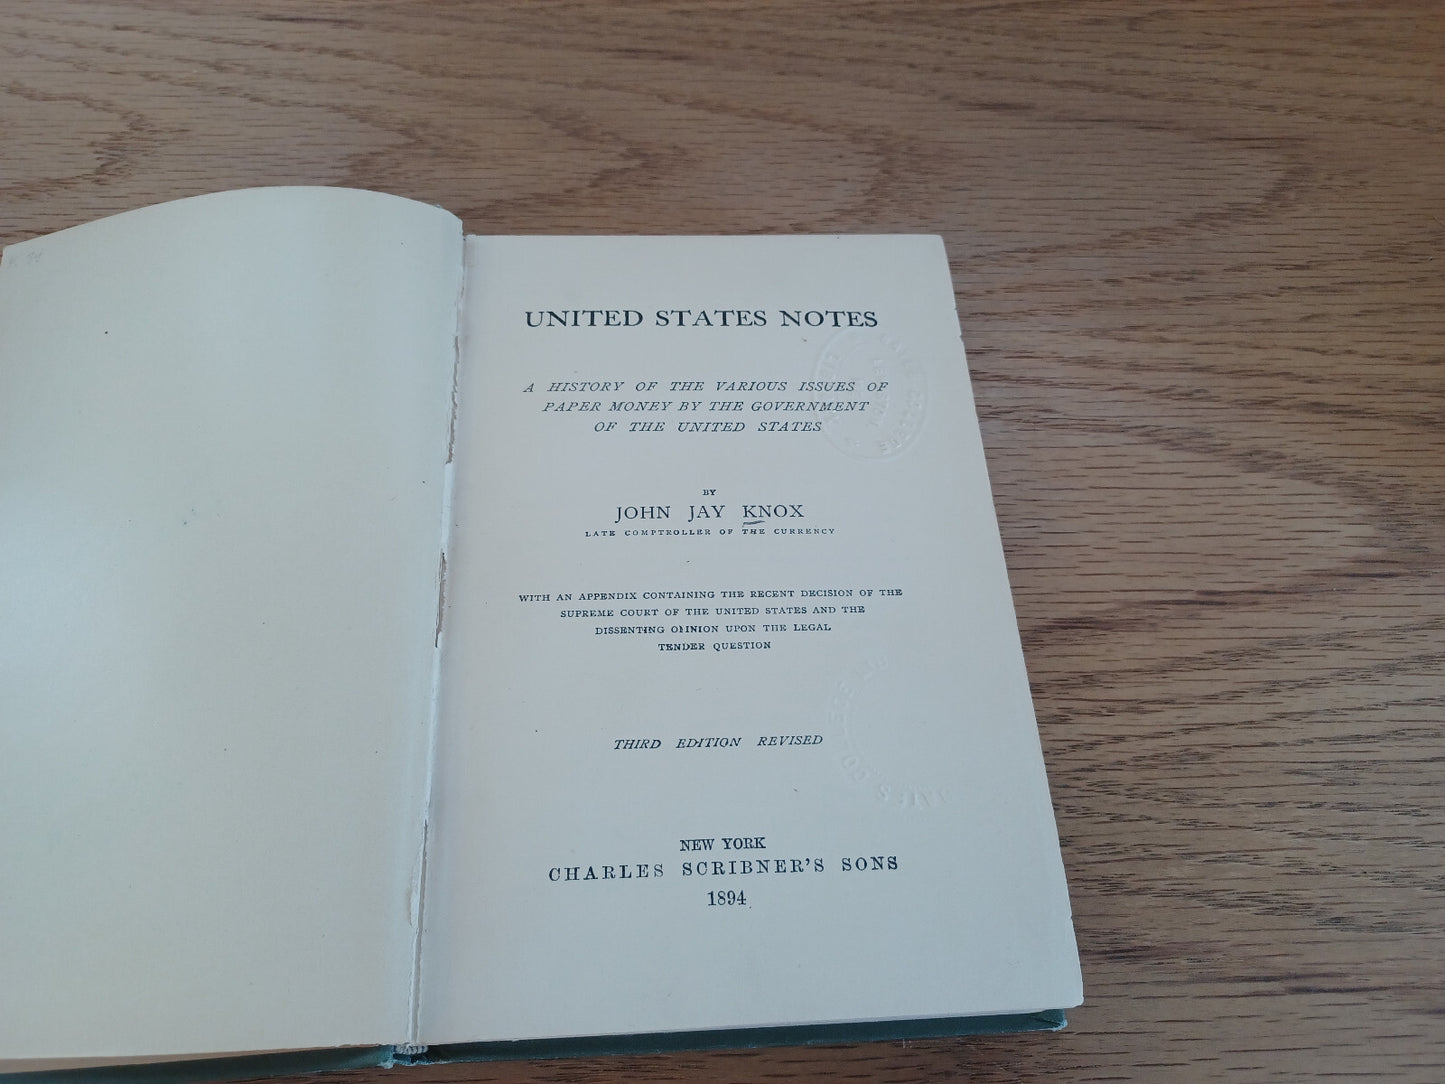 UNITED STATES NOTES
A HISTORY OF THE VARIOUS ISSUES OF
PAPER MONEY BY THE GOVERNMENT
OF THE UNITED STATES
BY
JOHN JAY KNOX
LATE COMPTROLLER OF THE CURRENCY
WITH AN APPENDIX CONTAINING THE RECENT DECISION OF THE
SUPREME COURT OF THE UNITED STATES AND THE
DISSENTING OPINION UPON THE LEGAL
TENDER QUESTION
THIRD EDITION REVISED
NEW YORK
CHARLES SCRIBNER'S SONS
1894